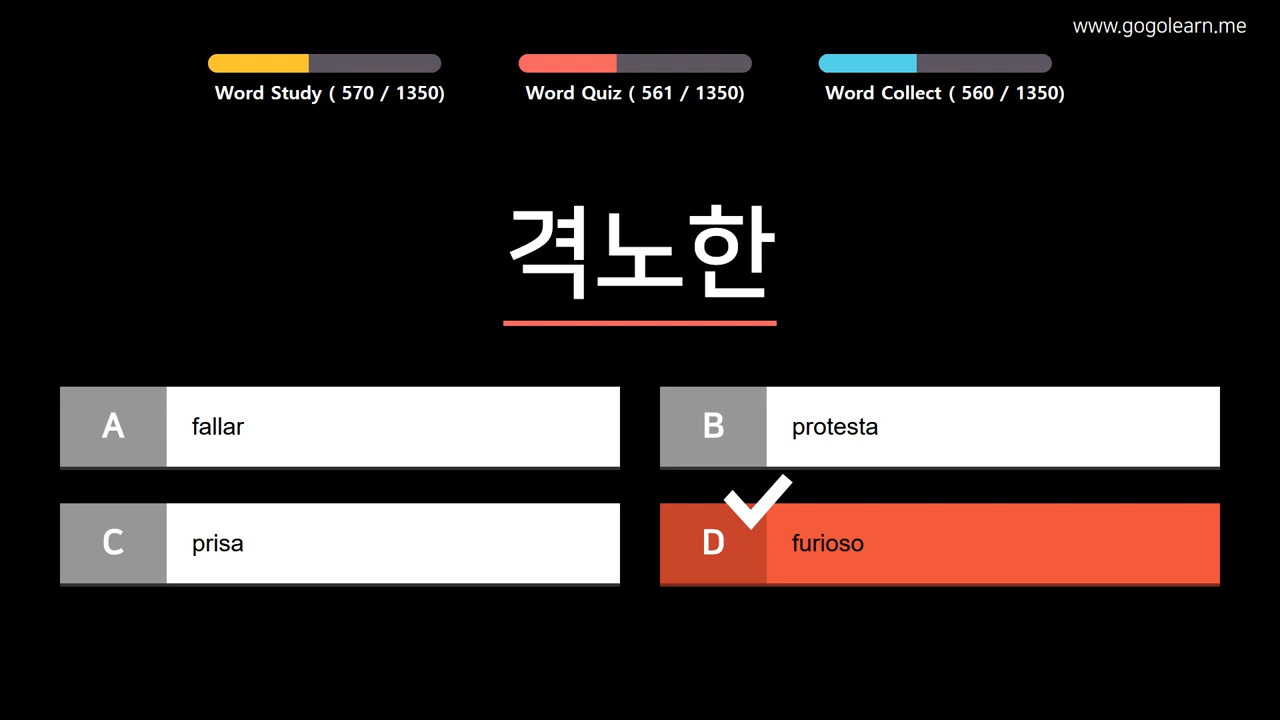 www.gogolearn.me
Word Study ( 570 / 1350)
Word Quiz ( 561 / 1350)
Word Collect ( 560 / 1350)
격노한
A fallar
B protesta
C prisa
D furioso